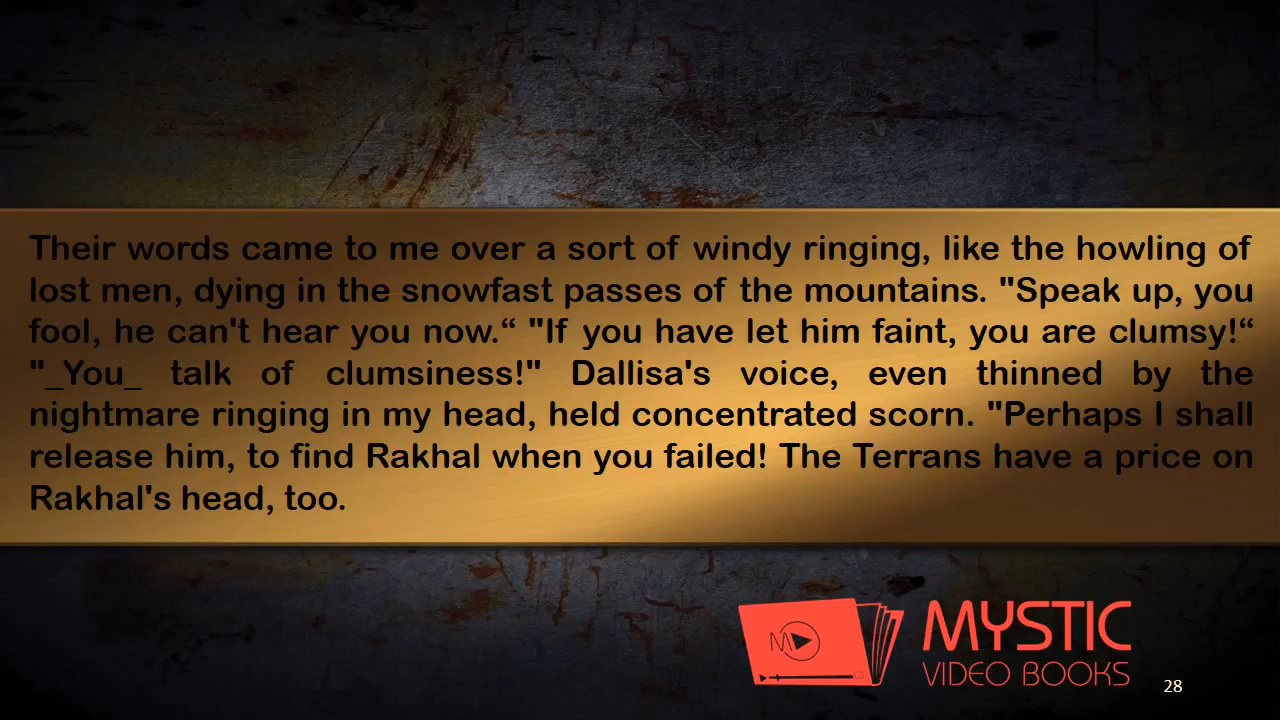 Their words came to me over a sort of windy ringing, like the howling of
lost men, dying in the snowfast passes of the mountains. "Speak up, you
fool, he can't hear you now.“ "If you have let him faint, you are clumsy!“
"_You_ talk of clumsiness!" Dallisa's voice, even thinned by the
nightmare ringing in my head, held concentrated scorn. "Perhaps I shall
release him, to find Rakhal when you failed! The Terrans have a price on
Rakhal's head, too.
MYSTIC
VIDEO BOOKS
28